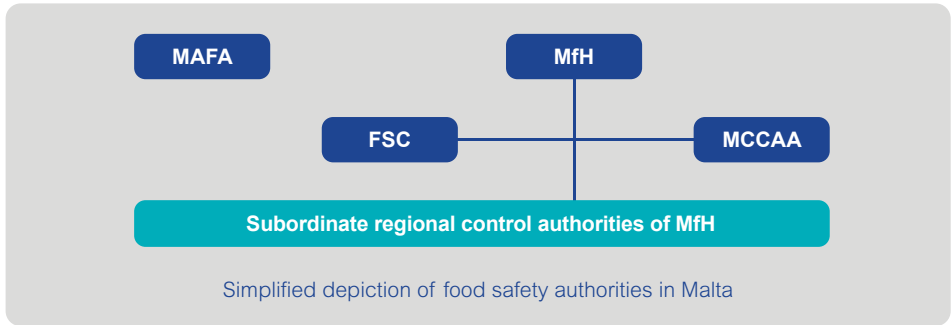 MAFA
MfH
FSC
MCCAA
Subordinate regional control authorities of MfH
Simplified depiction of food safety authorities in Malta